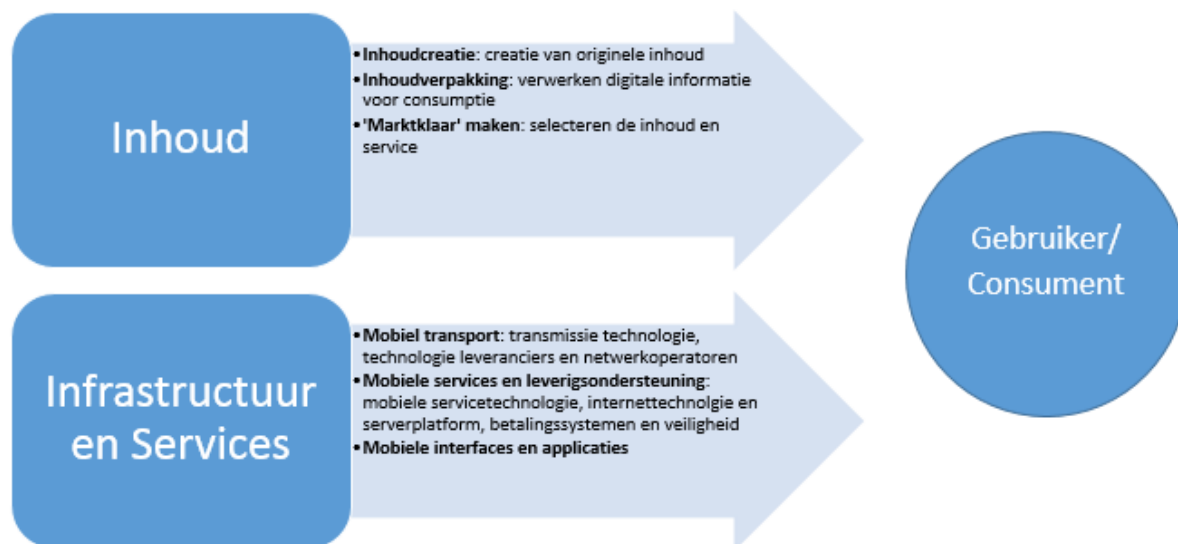 Inhoud
•Inhoudcreatie: creatie van originele inhoud
•Inhoudverpakking: verwerken digitale informatie
voor consumptie
•'Marktklaar' maken: selecteren de inhoud en
service
Infrastructuur
en Services
•Mobiel transport: transmissie technologie,
technologie leveranciers en netwerkoperatoren
•Mobiele services en leverigsondersteuning:
mobiele servicetechnologie, internettechnolgie en
serverplatform, betalingssystemen en veiligheid
•Mobiele interfaces en applicaties
Gebruiker/
Consument